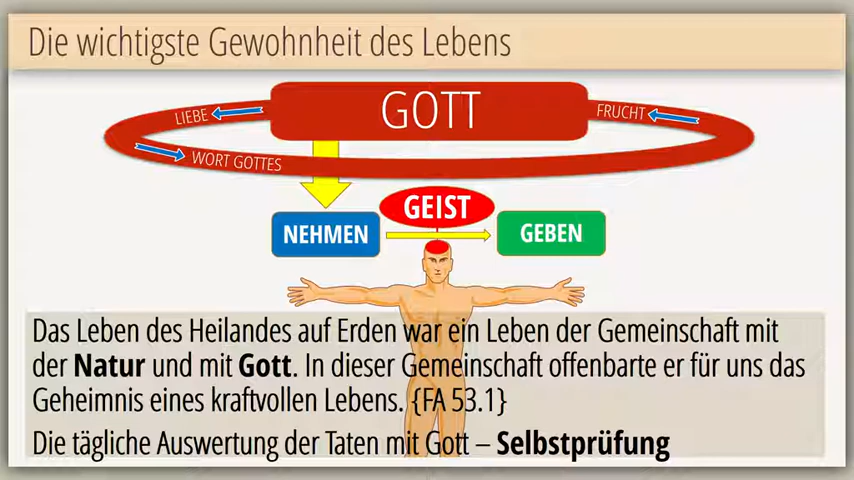 Die wichtigste Gewohnheit des Lebens
GOTT
LIEBE
FRUCHT
WORT GOTTES
GEIST
NEHMEN
GEBEN
Das Leben des Heilandes auf Erden war ein Leben der Gemeinschaft mit
der Natur und mit Gott. In dieser Gemeinschaft offenbarte er für uns das
Geheimnis eines kraftvollen Lebens. {FA 53.1}
Die tägliche Auswertung der Taten mit Gott – Selbstprüfung